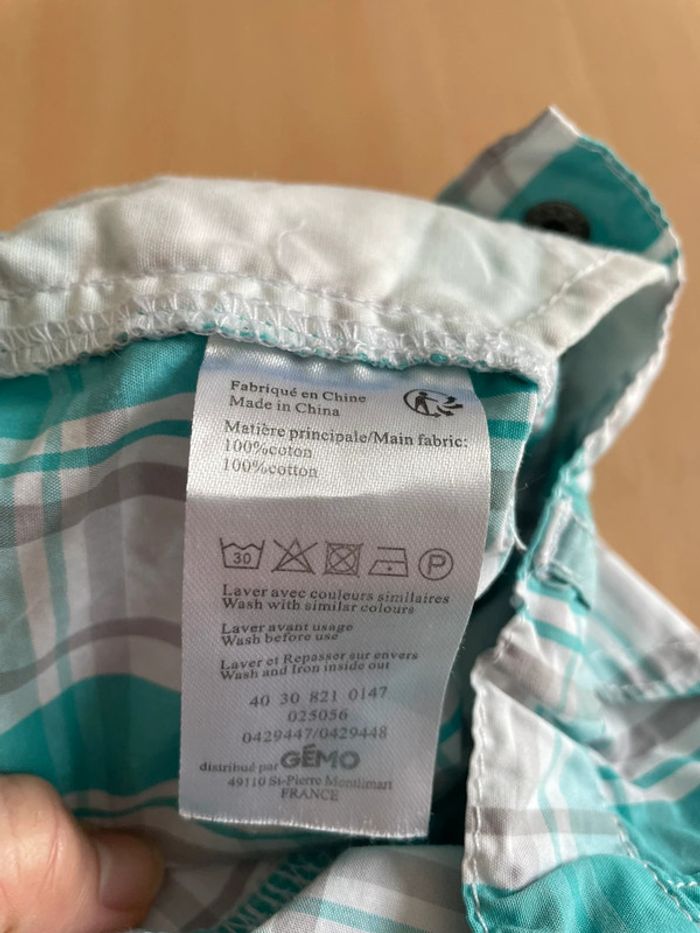 Fabriqué en Chine
Made in China
Matière principale/Main fabric:
100%coton
100%cotton
30
P
Laver avec couleurs simillaires
Wash with similar colours
Laver avant usage
Wash before use
Laver et Repasser sur envers
Wash and Iron inside out
40 30 821 0147
025056
0429447/0429448
distribué par GÉMO
49110 St-Pierre Montlimart
FRANCE